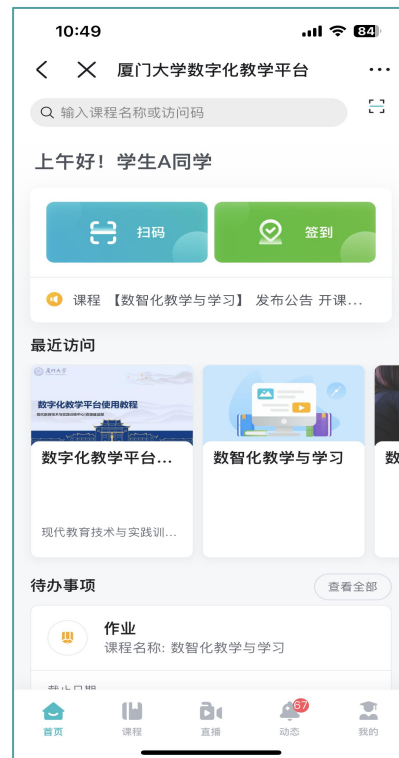 10:49
84
厦门大学数字化教学平台
输入课程名称或访问码
上午好！学生A同学
扫码
签到
课程 【数智化教学与学习】 发布公告 开课...
最近访问
厦门大学
数字化教学平台使用教程
数字化教学平台...
数智化教学与学习
数
现代教育技术与实践训...
待办事项
查看全部
作业
课程名称: 数智化教学与学习
截止日期
67
首页
课程
直播
动态
我的